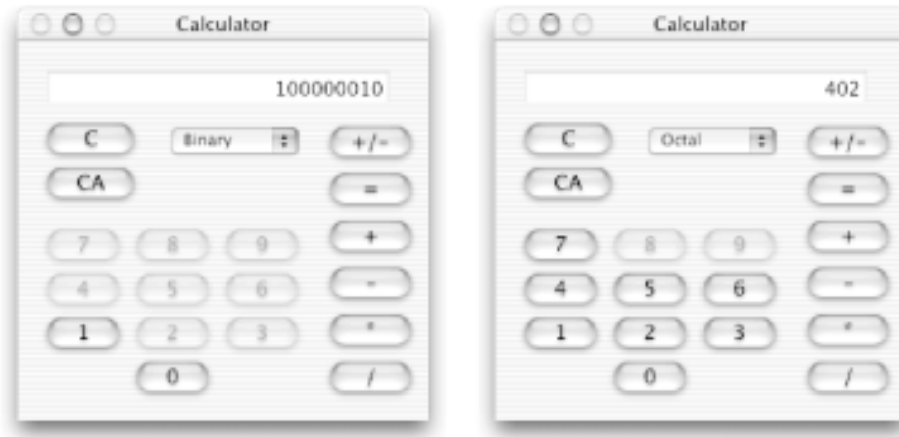 Calculator
100000010
C Binary +/-
CA =
7 8 9 +
4 5 6 -
1 2 3 *
0 /
Calculator
402
C Octal +/-
CA =
7 8 9 +
4 5 6 -
1 2 3 *
0 /